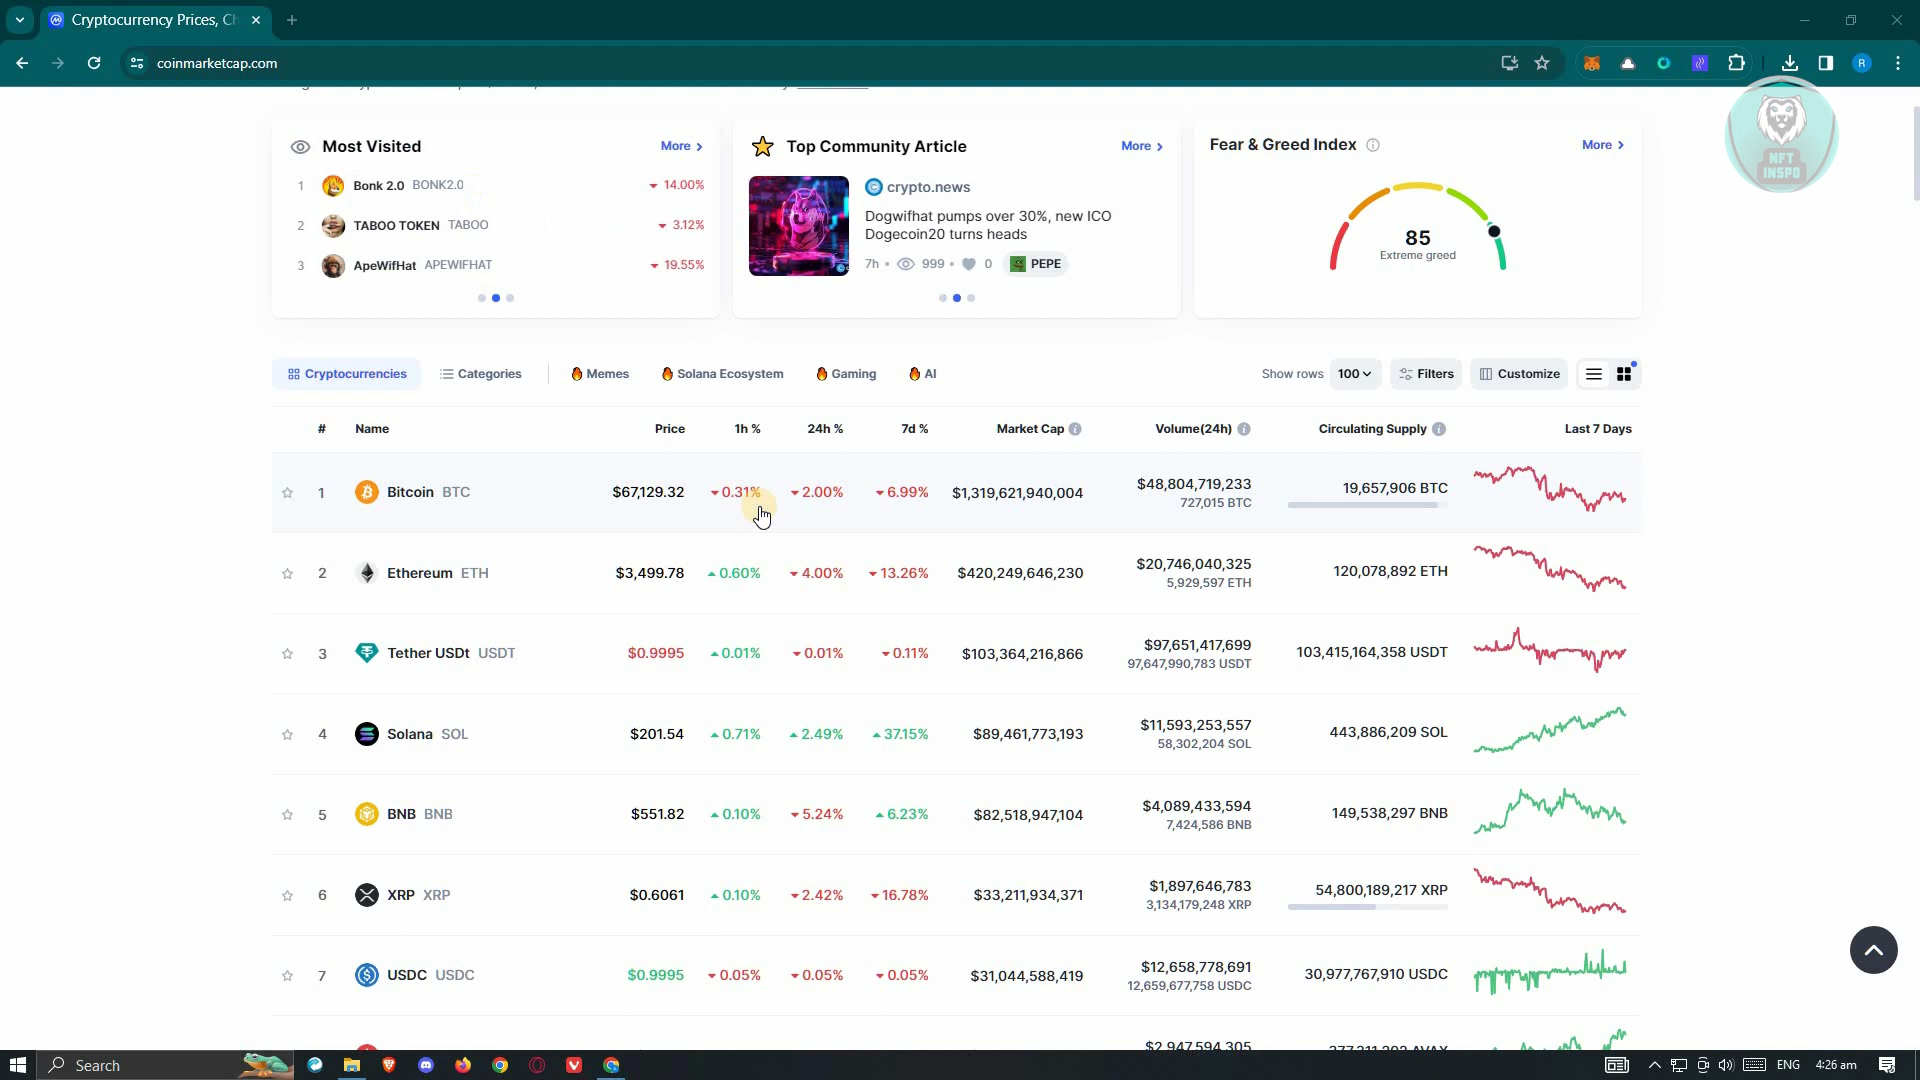 Cryptocurrency Prices, Ch
coinmarketcap.com
R
NFT
INSPO
Most Visited
More
1 Bonk 2.0 BONK2.0 14.00%
2 TABOO TOKEN TABOO 3.12%
3 ApeWifHat APEWIFHAT 19.55%
Top Community Article
More
crypto.news
Dogwifhat pumps over 30%, new ICO
Dogecoin20 turns heads
7h • 999 • 0 PEPE
Fear & Greed Index
More
85
Extreme greed
Cryptocurrencies Categories Memes Solana Ecosystem Gaming AI Show rows 100 Filters Customize
# Name Price 1h % 24h % 7d % Market Cap Volume(24h) Circulating Supply Last 7 Days
1 Bitcoin BTC $67,129.32 0.31% 2.00% 6.99% $1,319,621,940,004 $48,804,719,233 19,657,906 BTC
727,015 BTC
2 Ethereum ETH $3,499.78 0.60% 4.00% 13.26% $420,249,646,230 $20,746,040,325 120,078,892 ETH
5,929,597 ETH
3 Tether USDt USDT $0.9995 0.01% 0.01% 0.11% $103,364,216,866 $97,651,417,699 103,415,164,358 USDT
97,647,990,783 USDT
4 Solana SOL $201.54 0.71% 2.49% 37.15% $89,461,773,193 $11,593,253,557 443,886,209 SOL
58,302,204 SOL
5 BNB BNB $551.82 0.10% 5.24% 6.23% $82,518,947,104 $4,089,433,594 149,538,297 BNB
7,424,586 BNB
6 XRP XRP $0.6061 0.10% 2.42% 16.78% $33,211,934,371 $1,897,646,783 54,800,189,217 XRP
3,134,179,248 XRP
7 USDC USDC $0.9995 0.05% 0.05% 0.05% $31,044,588,419 $12,658,778,691 30,977,767,910 USDC
12,659,677,758 USDC
$2,947,594,305
Search
ENG 4:26 am